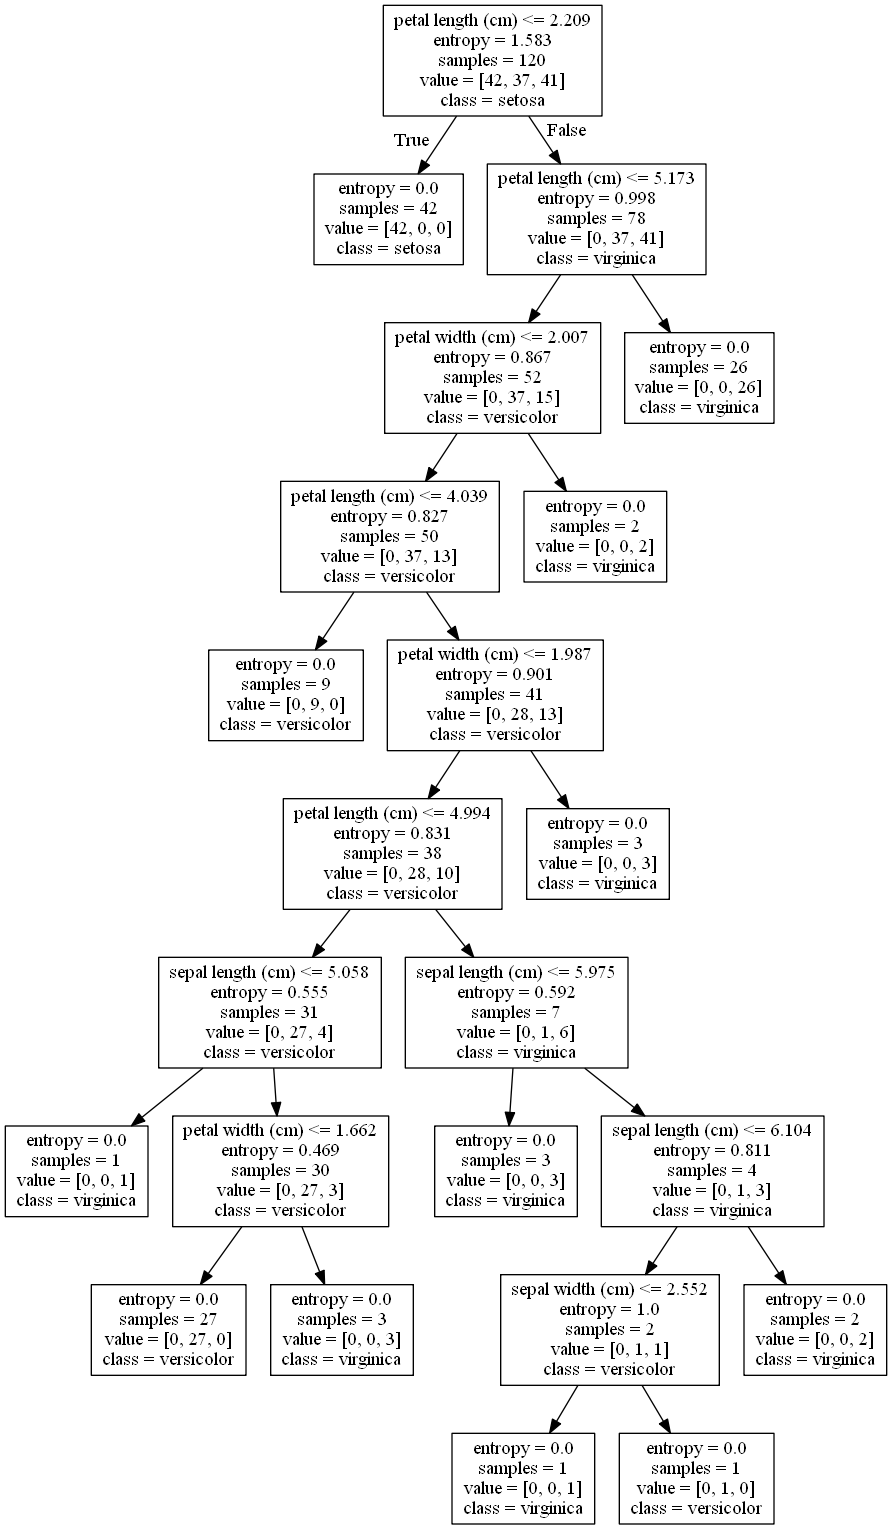 petal length (cm) <= 2.209
entropy = 1.583
samples = 120
value = [42, 37, 41]
class = setosa
True
False
entropy = 0.0
samples = 42
value = [42, 0, 0]
class = setosa
petal length (cm) <= 5.173
entropy = 0.998
samples = 78
value = [0, 37, 41]
class = virginica
petal width (cm) <= 2.007
entropy = 0.867
samples = 52
value = [0, 37, 15]
class = versicolor
entropy = 0.0
samples = 26
value = [0, 0, 26]
class = virginica
petal length (cm) <= 4.039
entropy = 0.827
samples = 50
value = [0, 37, 13]
class = versicolor
entropy = 0.0
samples = 2
value = [0, 0, 2]
class = virginica
entropy = 0.0
samples = 9
value = [0, 9, 0]
class = versicolor
petal width (cm) <= 1.987
entropy = 0.901
samples = 41
value = [0, 28, 13]
class = versicolor
petal length (cm) <= 4.994
entropy = 0.831
samples = 38
value = [0, 28, 10]
class = versicolor
entropy = 0.0
samples = 3
value = [0, 0, 3]
class = virginica
sepal length (cm) <= 5.058
entropy = 0.555
samples = 31
value = [0, 27, 4]
class = versicolor
sepal length (cm) <= 5.975
entropy = 0.592
samples = 7
value = [0, 1, 6]
class = virginica
entropy = 0.0
samples = 1
value = [0, 0, 1]
class = virginica
petal width (cm) <= 1.662
entropy = 0.469
samples = 30
value = [0, 27, 3]
class = versicolor
entropy = 0.0
samples = 3
value = [0, 0, 3]
class = virginica
sepal length (cm) <= 6.104
entropy = 0.811
samples = 4
value = [0, 1, 3]
class = virginica
entropy = 0.0
samples = 27
value = [0, 27, 0]
class = versicolor
entropy = 0.0
samples = 3
value = [0, 0, 3]
class = virginica
sepal width (cm) <= 2.552
entropy = 1.0
samples = 2
value = [0, 1, 1]
class = versicolor
entropy = 0.0
samples = 2
value = [0, 0, 2]
class = virginica
entropy = 0.0
samples = 1
value = [0, 0, 1]
class = virginica
entropy = 0.0
samples = 1
value = [0, 1, 0]
class = versicolor